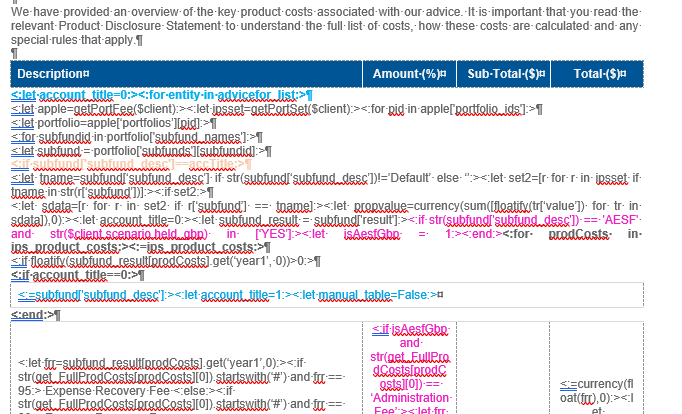 We have provided an overview of the key product costs associated with our advice. It is important that you read the
relevant Product Disclosure Statement to understand the full list of costs, how these costs are calculated and any
special rules that apply.¶
¶
Description¤ Amount (%)¤ Sub-Total ($)¤ Total ($)¤
<:let account_title=0:><:for entity in advicefor_list:>¶
<:let apple=getPortFee($client):><:let ipsset=getPortSet($client):><:for pid in apple['portfolio_ids']:>¶
<:let portfolio=apple['portfolios'][pid]:>¶
<:for subfundid in portfolio['subfund_names']:>¶
<:let subfund = portfolio['subfunds'][subfundid]:>¶
<:if subfund['subfund_desc']==accTitle:>¶
<:let tname=subfund['subfund_desc'] if str(subfund['subfund_desc'])!='Default' else '':><:let set2=[r for r in ipsset if
tname in str(r['subfund'])]:><:if set2:>¶
<:let sdata=[r for r in set2 if r['subfund'] == tname]:><:let propvalue=currency(sum([floatify(tr['value']) for tr in
sdata]),0):><:let account_title=0:><:let subfund_result = subfund['result']:><:if str(subfund['subfund_desc']) == 'AESF'
and str($client.scenario.held_gbp) in ['YES']:><:let isAesfGbp = 1:><:end:><:for prodCosts in
ips_product_costs:><:=ips_product_costs:>¶
<:if floatify(subfund_result[prodCosts].get('year1', 0))>0:>¶
<:if account_title==0:>¶
<:=subfund['subfund_desc']:><:let account_title=1:><:let manual_table=False:>¤
<:end:>¶
<:if isAesfGbp
and
str(get_FullPro
dCosts[prodC
osts][0]) ==
'Administration
Fee':><:let frr=
<:let frr=subfund_result[prodCosts].get('year1',0):><:if
str(get_FullProdCosts[prodCosts][0]).startswith('#') and frr ==
95:> Expense Recovery Fee <:else:><:if
str(get_FullProdCosts[prodCosts][0]).startswith('#') and frr ==
<:=currency(fl
oat(frr),0):><:l
et